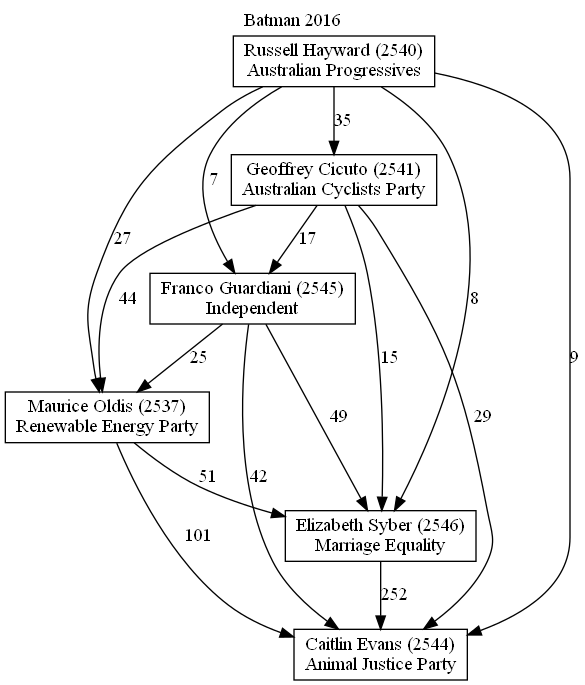 Batman 2016
Russell Hayward (2540)
Australian Progressives
35
Geoffrey Cicuto (2541)
Australian Cyclists Party
7
27
17
44
Franco Guardiani (2545)
Independent
8
15
9
25
Maurice Oldis (2537)
Renewable Energy Party
49
29
51
42
Elizabeth Syber (2546)
Marriage Equality
101
252
Caitlin Evans (2544)
Animal Justice Party